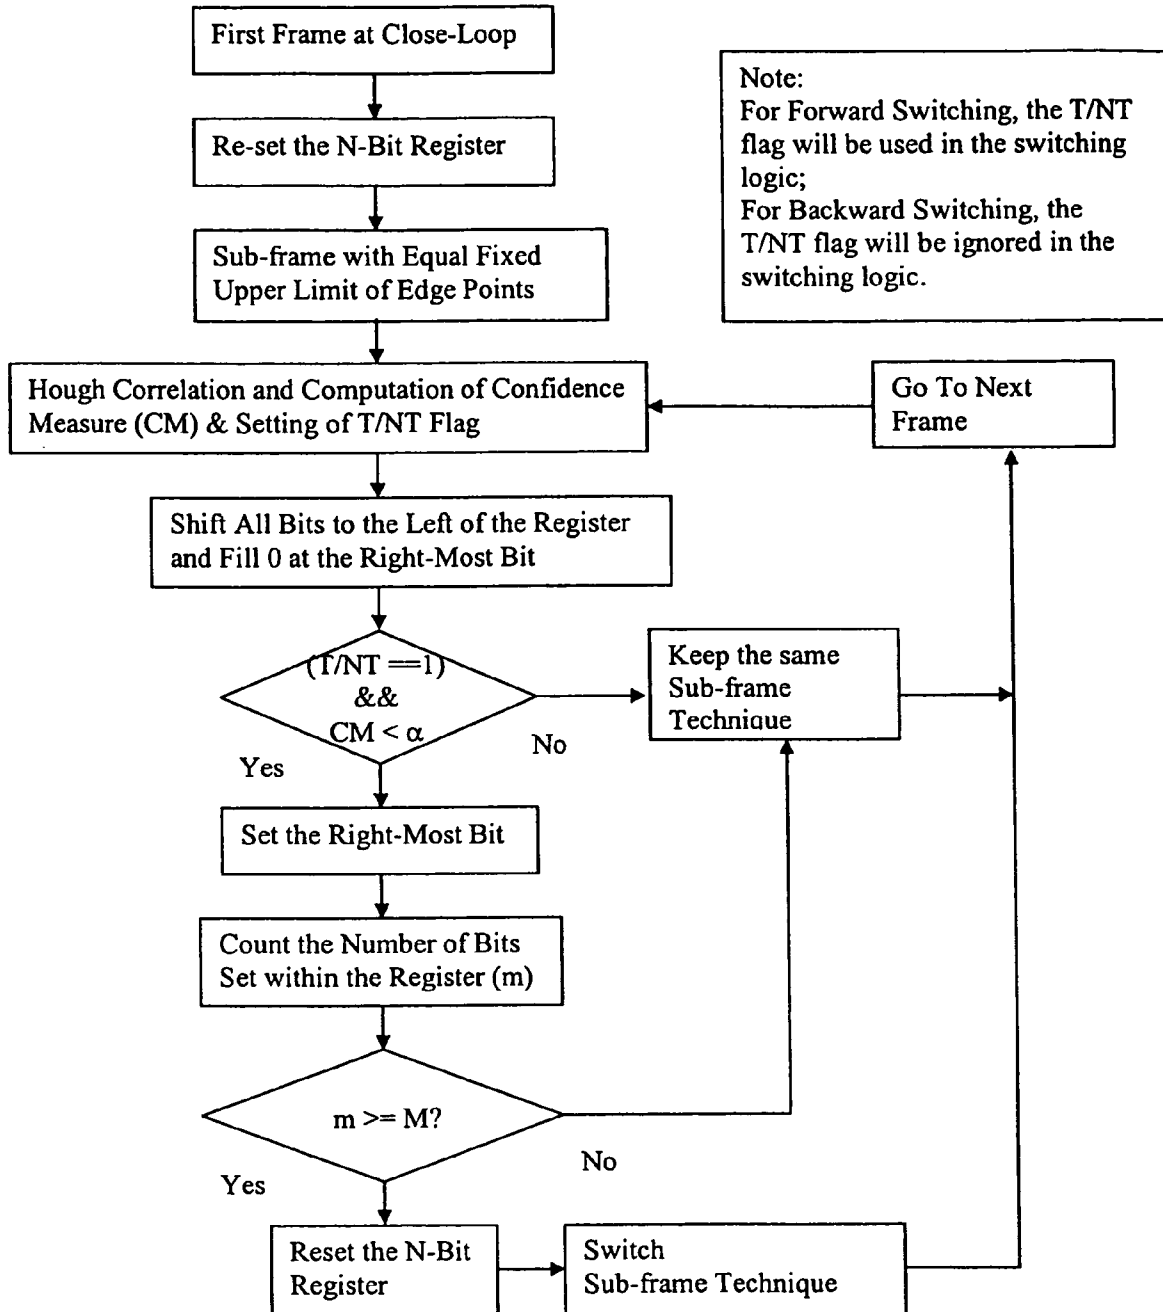 First Frame at Close-Loop
Re-set the N-Bit Register
Sub-frame with Equal Fixed
Upper Limit of Edge Points
Note:
For Forward Switching, the T/NT
flag will be used in the switching
logic;
For Backward Switching, the
T/NT flag will be ignored in the
switching logic.
Hough Correlation and Computation of Confidence
Measure (CM) & Setting of T/NT Flag
Go To Next
Frame
Shift All Bits to the Left of the Register
and Fill 0 at the Right-Most Bit
(T/NT ==1)
&&
CM < α
Yes
No
Keep the same
Sub-frame
Technique
Set the Right-Most Bit
Count the Number of Bits
Set within the Register (m)
m >= M?
Yes
No
Reset the N-Bit
Register
Switch
Sub-frame Technique